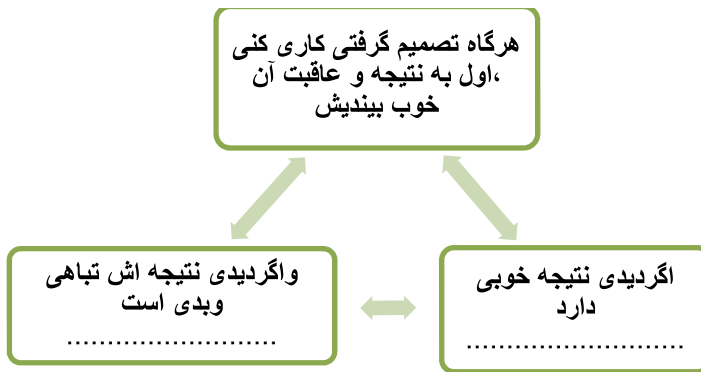 هرگاه تصمیم گرفتی کاری کنی
،اول به نتیجه و عاقبت آن
خوب بیندیش
اگردیدی نتیجه خوبی
دارد
...........................
واگردیدی نتیجه اش تباهی
وبدی است
..........................